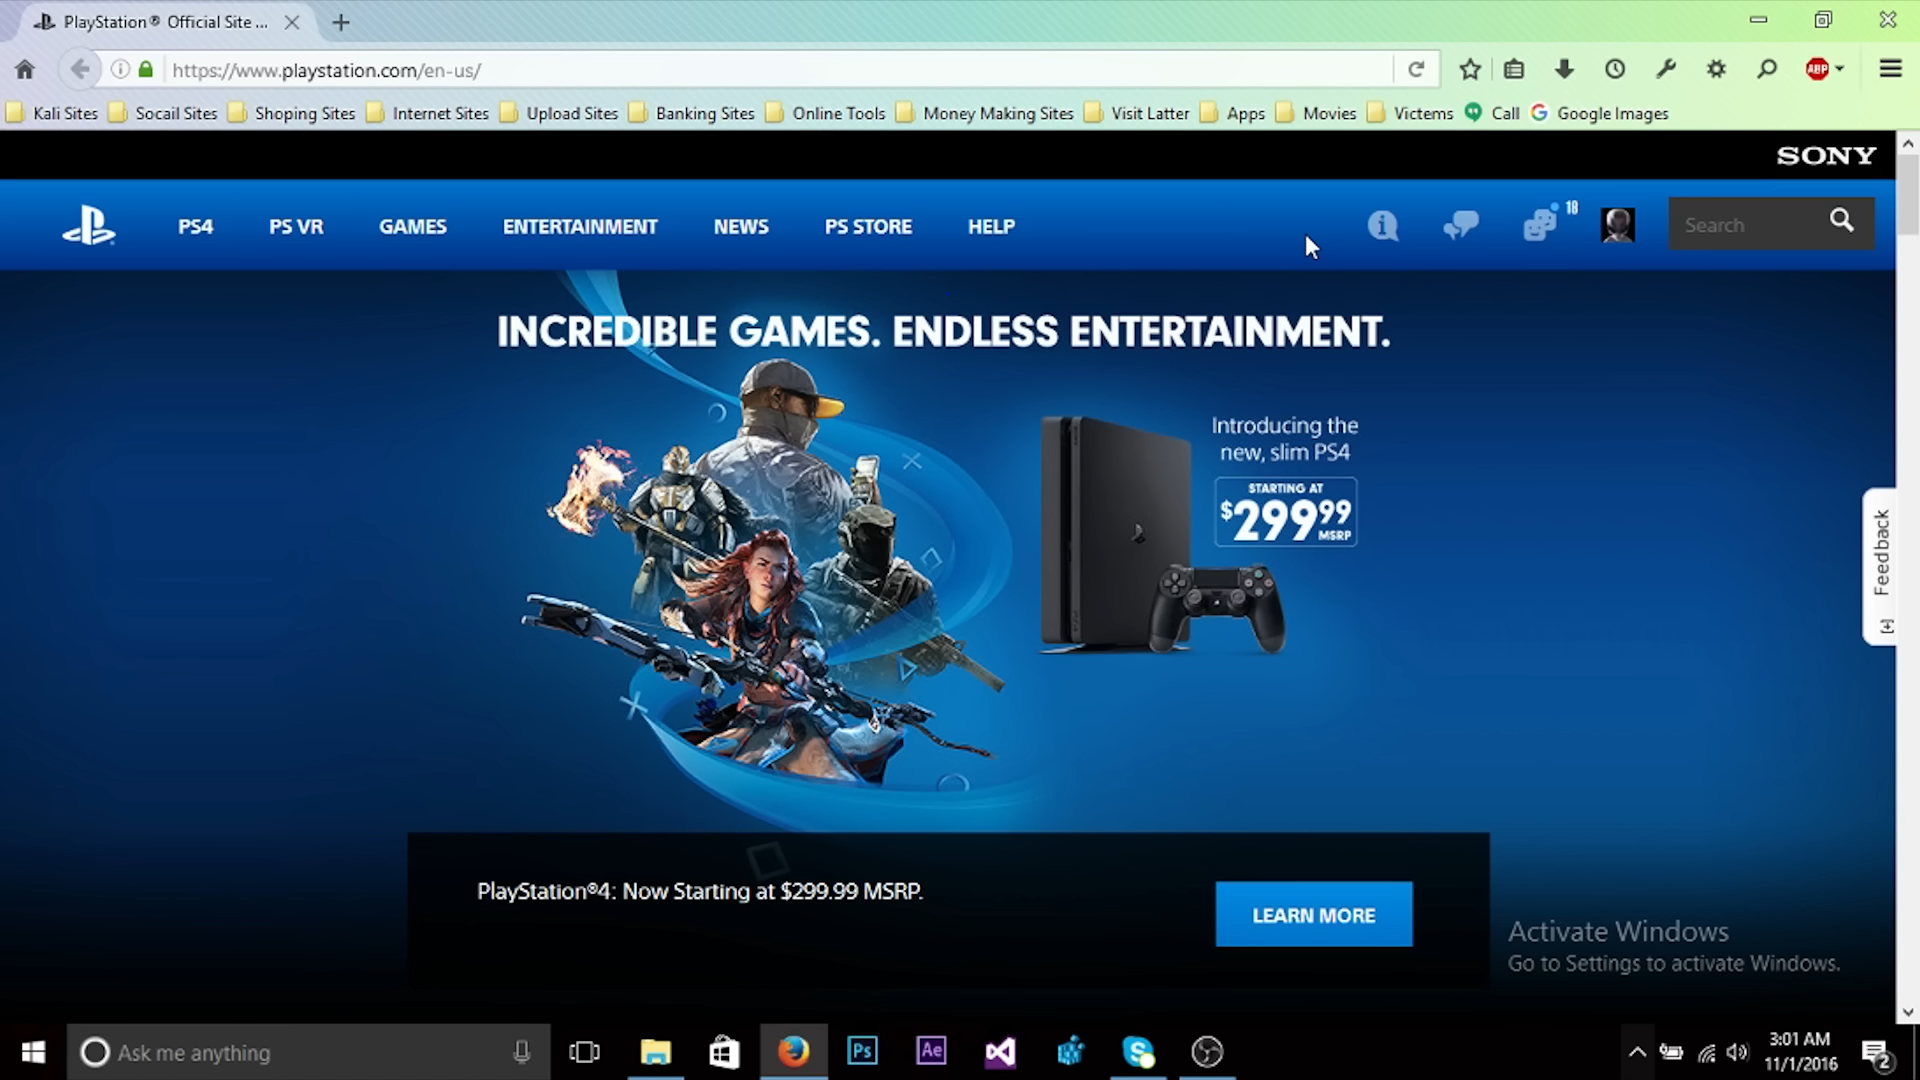 PlayStation® Official Site ...
https://www.playstation.com/en-us/
ABP
Kali Sites Socail Sites Shoping Sites Internet Sites Upload Sites Banking Sites Online Tools Money Making Sites Visit Latter Apps Movies Victems Call Google Images
SONY
PS4 PS VR GAMES ENTERTAINMENT NEWS PS STORE HELP 18 Search
INCREDIBLE GAMES. ENDLESS ENTERTAINMENT.
Introducing the
new, slim PS4
STARTING AT
$299.99
MSRP
Feedback
[+]
PlayStation®4: Now Starting at $299.99 MSRP.
LEARN MORE
Activate Windows
Go to Settings to activate Windows.
Ask me anything
Ps
Ae
3:01 AM
11/1/2016
2